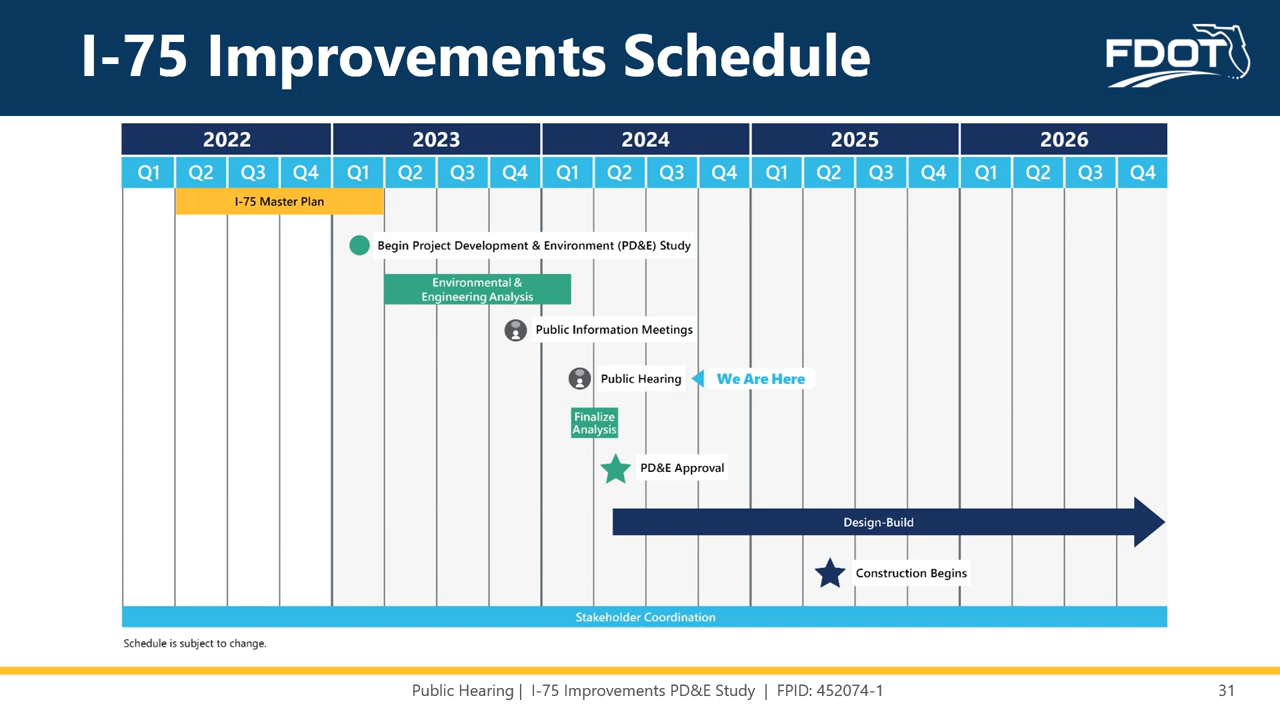 I-75 Improvements Schedule
FDOT
2022 2023 2024 2025 2026
Q1 Q2 Q3 Q4 Q1 Q2 Q3 Q4 Q1 Q2 Q3 Q4 Q1 Q2 Q3 Q4 Q1 Q2 Q3 Q4
I-75 Master Plan
Begin Project Development & Environment (PD&E) Study
Environmental &
Engineering Analysis
Public Information Meetings
Public Hearing We Are Here
Finalize
Analysis
PD&E Approval
Design-Build
Construction Begins
Stakeholder Coordination
Schedule is subject to change.
Public Hearing | I-75 Improvements PD&E Study | FPID: 452074-1 31